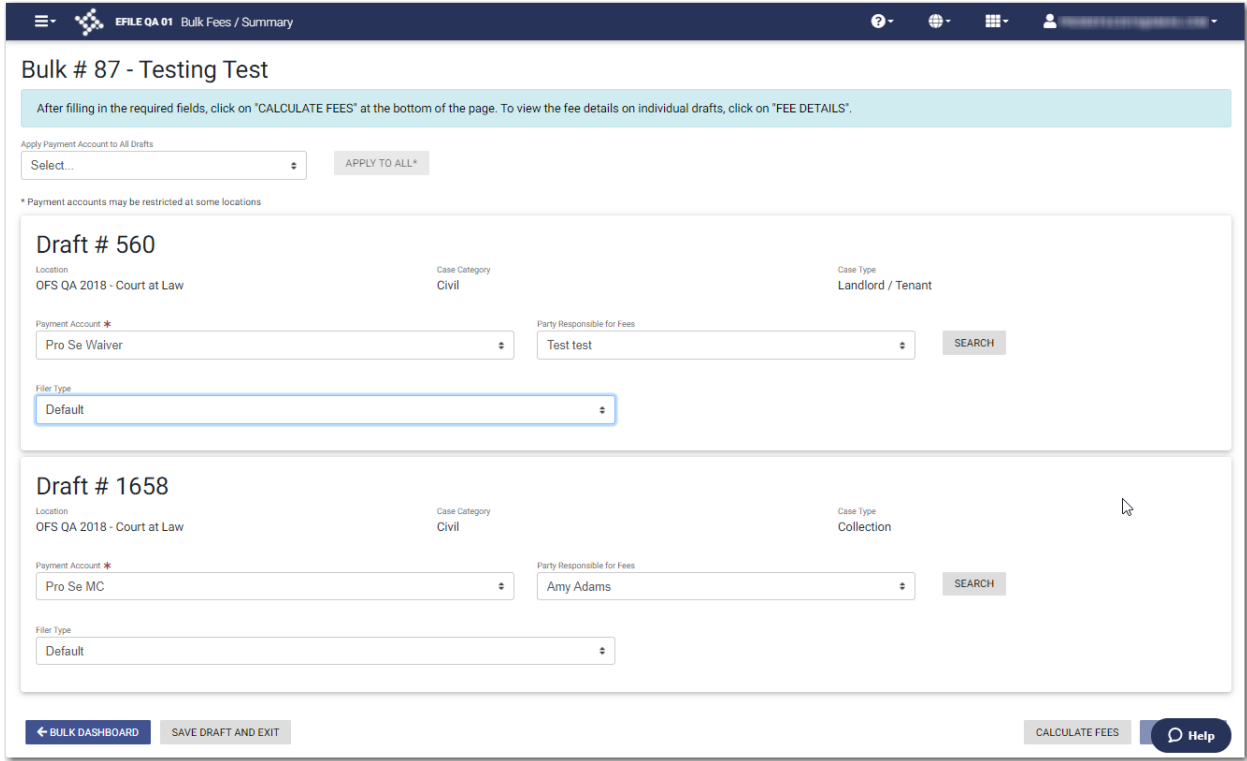 EFILE QA 01 Bulk Fees / Summary
Bulk # 87 - Testing Test
After filling in the required fields, click on "CALCULATE FEES" at the bottom of the page. To view the fee details on individual drafts, click on "FEE DETAILS".
Apply Payment Account to All Drafts
Select... APPLY TO ALL*
* Payment accounts may be restricted at some locations
Draft # 560
Location Case Category Case Type
OFS QA 2018 - Court at Law Civil Landlord / Tenant
Payment Account * Party Responsible for Fees
Pro Se Waiver Test test SEARCH
Filer Type
Default
Draft # 1658
Location Case Category Case Type
OFS QA 2018 - Court at Law Civil Collection
Payment Account * Party Responsible for Fees
Pro Se MC Amy Adams SEARCH
Filer Type
Default
BULK DASHBOARD SAVE DRAFT AND EXIT CALCULATE FEES Help